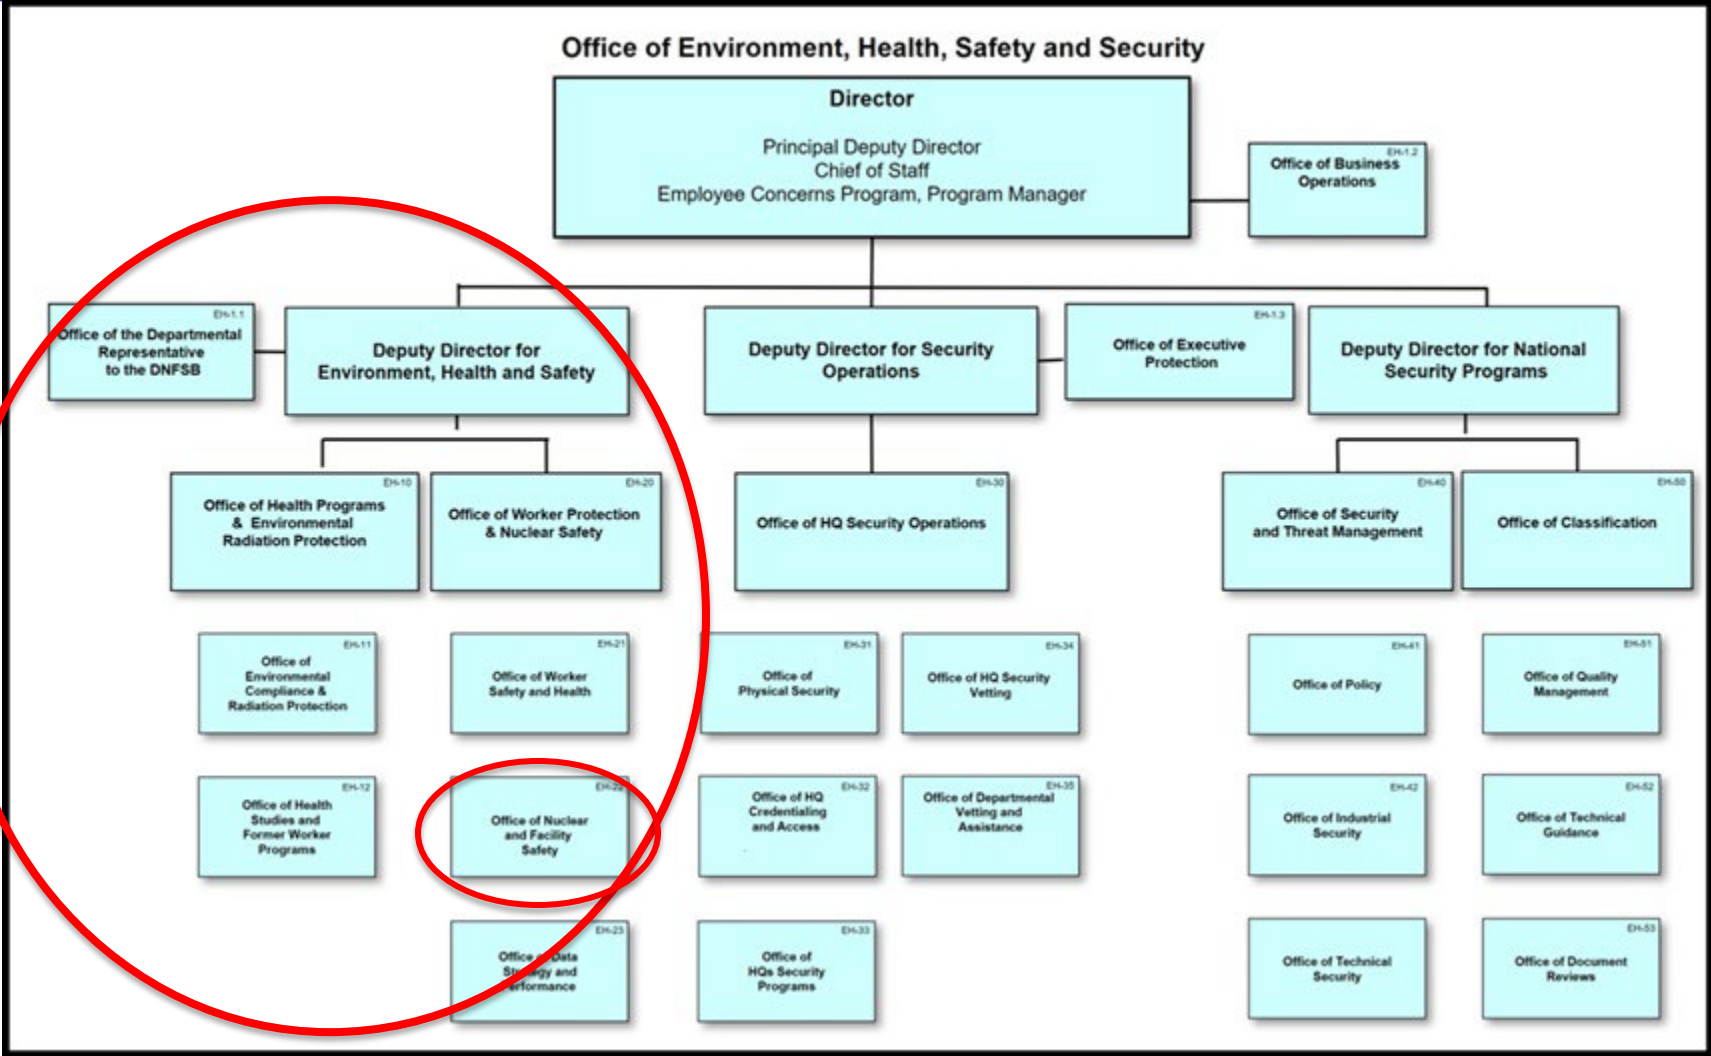 Office of Environment, Health, Safety and Security
Director
Principal Deputy Director
Chief of Staff
Employee Concerns Program, Program Manager
EH-1.2
Office of Business
Operations
EH-1.1
Office of the Departmental
Representative
to the DNFSB
Deputy Director for
Environment, Health and Safety
Deputy Director for Security
Operations
EH-1.3
Office of Executive
Protection
Deputy Director for National
Security Programs
EH-10
Office of Health Programs
& Environmental
Radiation Protection
EH-20
Office of Worker Protection
& Nuclear Safety
EH-30
Office of HQ Security Operations
EH-40
Office of Security
and Threat Management
EH-50
Office of Classification
EH-11
Office of
Environmental
Compliance &
Radiation Protection
EH-21
Office of Worker
Safety and Health
EH-31
Office of
Physical Security
EH-34
Office of HQ Security
Vetting
EH-41
Office of Policy
EH-51
Office of Quality
Management
EH-12
Office of Health
Studies and
Former Worker
Programs
EH-22
Office of Nuclear
and Facility
Safety
EH-32
Office of HQ
Credentialing
and Access
EH-35
Office of Departmental
Vetting and
Assistance
EH-42
Office of Industrial
Security
EH-52
Office of Technical
Guidance
EH-23
Office of Data
Strategy and
Performance
EH-33
Office of
HQs Security
Programs
Office of Technical
Security
EH-53
Office of Document
Reviews